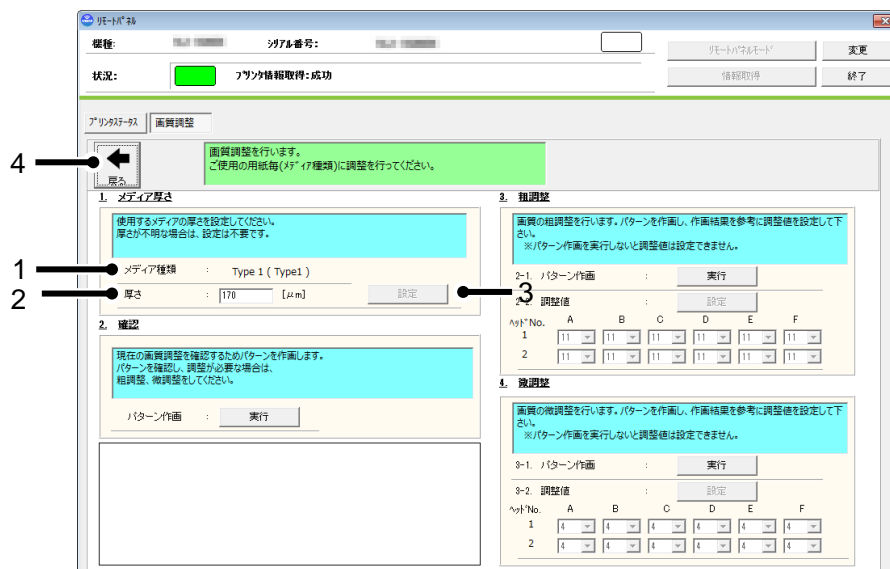 リモートパネル
機種:
シリアル番号:
リモートパネルモード
変更
状況:
プリンタ情報取得:成功
情報取得
終了
プリンタステータス
画質調整
4
戻る
画質調整を行います。
ご使用の用紙毎(メディア種類)に調整を行ってください。
1. メディア厚さ
使用するメディアの厚さを設定してください。
厚さが不明な場合は、設定は不要です。
1
メディア種類 : Type 1 ( Type1 )
2
厚さ : 170 [μm]
設定
3
2. 確認
現在の画質調整を確認するためパターンを作画します。
パターンを確認し、調整が必要な場合は、
粗調整、微調整をしてください。
パターン作画 : 実行
3. 粗調整
画質の粗調整を行います。パターンを作画し、作画結果を参考に調整値を設定して下
さい。
※パターン作画を実行しないと調整値は設定できません。
2-1. パターン作画 : 実行
2-2. 調整値 : 設定
ヘッドNo. A B C D E F
1 11 11 11 11 11 11
2 11 11 11 11 11 11
4. 微調整
画質の微調整を行います。パターンを作画し、作画結果を参考に調整値を設定して下
さい。
※パターン作画を実行しないと調整値は設定できません。
3-1. パターン作画 : 実行
3-2. 調整値 : 設定
ヘッドNo. A B C D E F
1 4 4 4 4 4 4
2 4 4 4 4 4 4